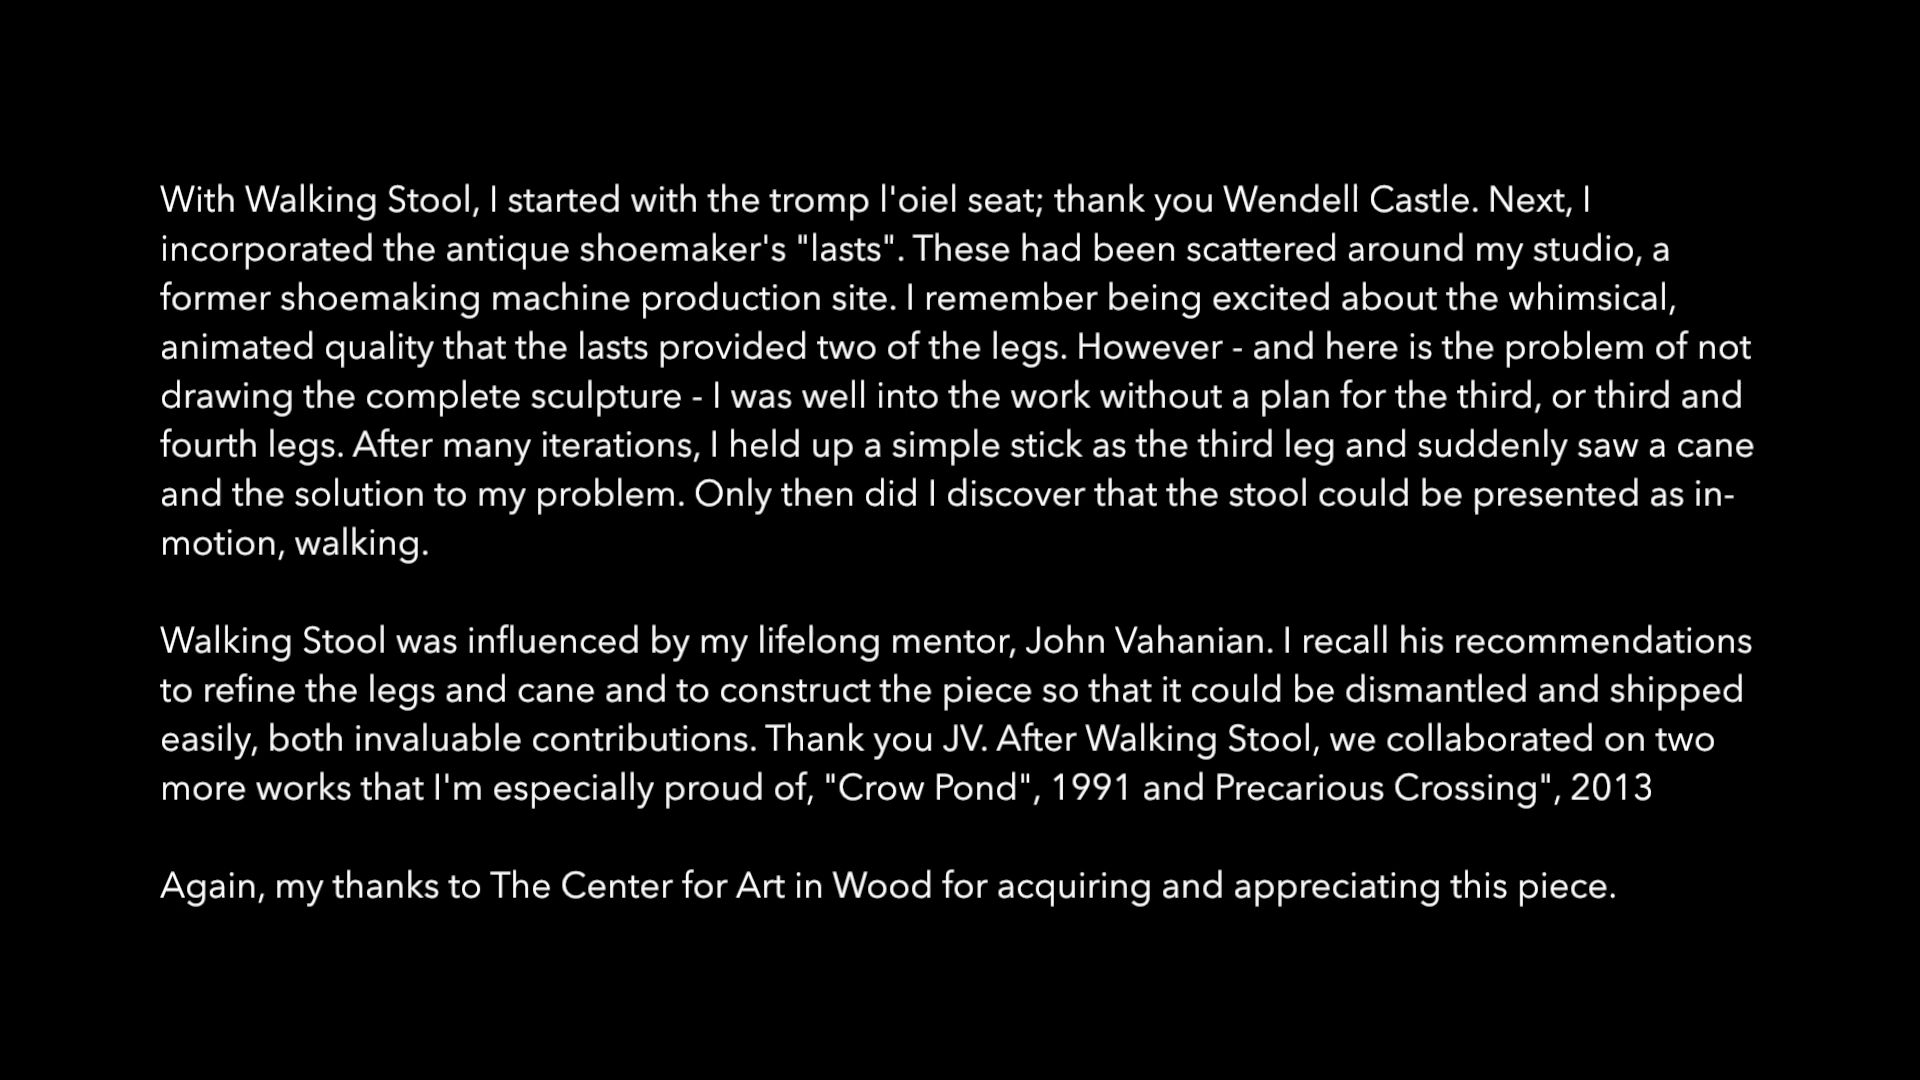 With Walking Stool, I started with the tromp l'oiel seat; thank you Wendell Castle. Next, I
incorporated the antique shoemaker's "lasts". These had been scattered around my studio, a
former shoemaking machine production site. I remember being excited about the whimsical,
animated quality that the lasts provided two of the legs. However - and here is the problem of not
drawing the complete sculpture - I was well into the work without a plan for the third, or third and
fourth legs. After many iterations, I held up a simple stick as the third leg and suddenly saw a cane
and the solution to my problem. Only then did I discover that the stool could be presented as in-
motion, walking.
Walking Stool was influenced by my lifelong mentor, John Vahanian. I recall his recommendations
to refine the legs and cane and to construct the piece so that it could be dismantled and shipped
easily, both invaluable contributions. Thank you JV. After Walking Stool, we collaborated on two
more works that I'm especially proud of, "Crow Pond", 1991 and Precarious Crossing", 2013
Again, my thanks to The Center for Art in Wood for acquiring and appreciating this piece.